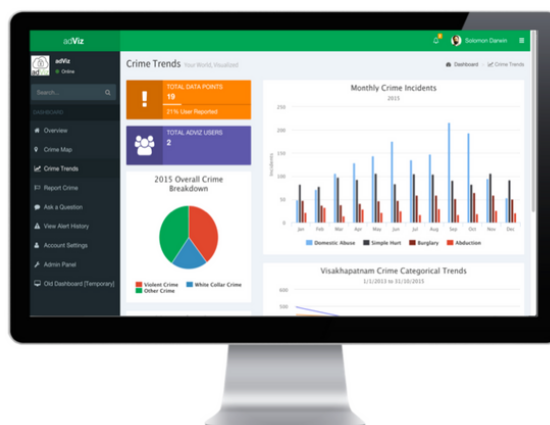 adViz
Solomon Darwin
adViz
Online
Search...
DASHBOARD
Overview
Crime Map
Crime Trends
Report Crime
Ask a Question
View Alert History
Account Settings
Admin Panel
Old Dashboard [Temporary]
Crime Trends Your World, Visualized
Dashboard Crime Trends
TOTAL DATA POINTS
19
21% User Reported
TOTAL ADVIZ USERS
2
2015 Overall Crime
Breakdown
Violent Crime White Collar Crime
Other Crime
Monthly Crime Incidents
2015
Incidents
250
200
150
100
50
0
Jan Feb Mar Apr May Jun Jul Aug Sep Oct Nov Dec
Domestic Abuse Simple Hurt Burglary Abduction
Visakhapatnam Crime Categorical Trends
1/1/2013 to 31/10/2015
600
500